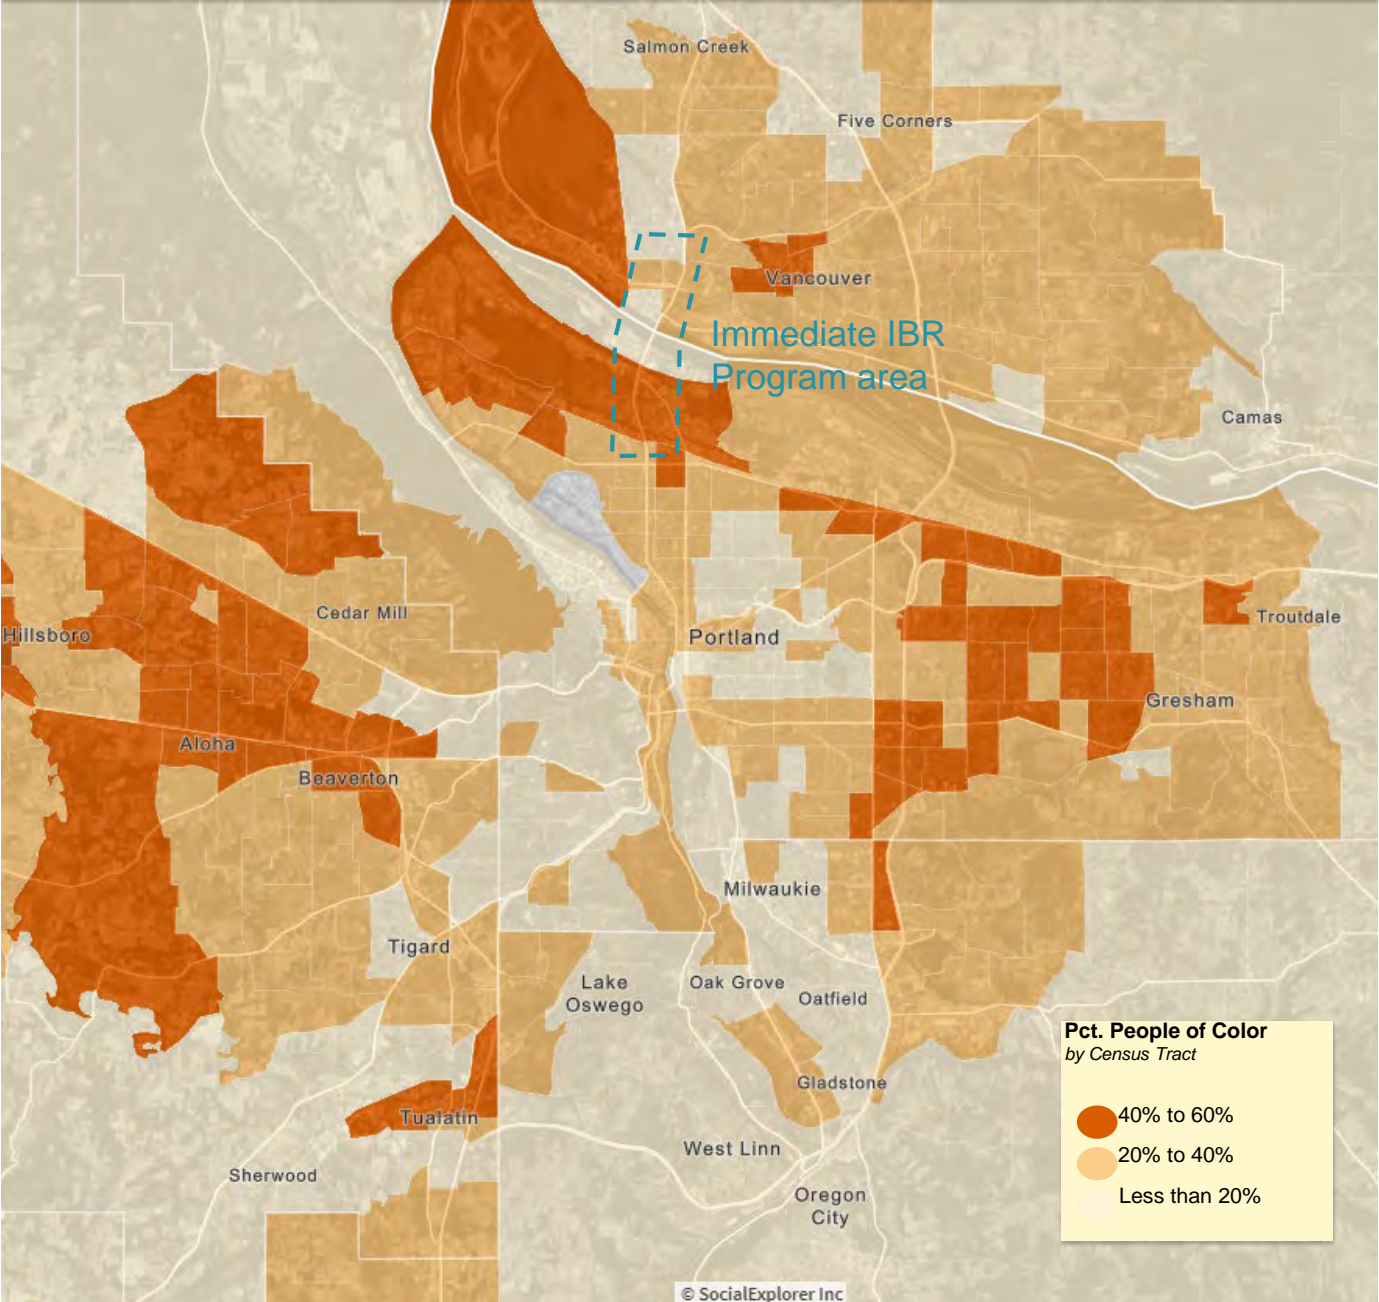 Salmon Creek
Five Corners
Vancouver
Immediate IBR
Program area
Camas
Cedar Mill
Hillsboro
Troutdale
Portland
Gresham
Aloha
Beaverton
Milwaukie
Tigard
Lake
Oswego
Oak Grove
Oatfield
Pct. People of Color
by Census Tract
40% to 60%
20% to 40%
Less than 20%
Gladstone
Tualatin
West Linn
Sherwood
Oregon
City
© SocialExplorer Inc